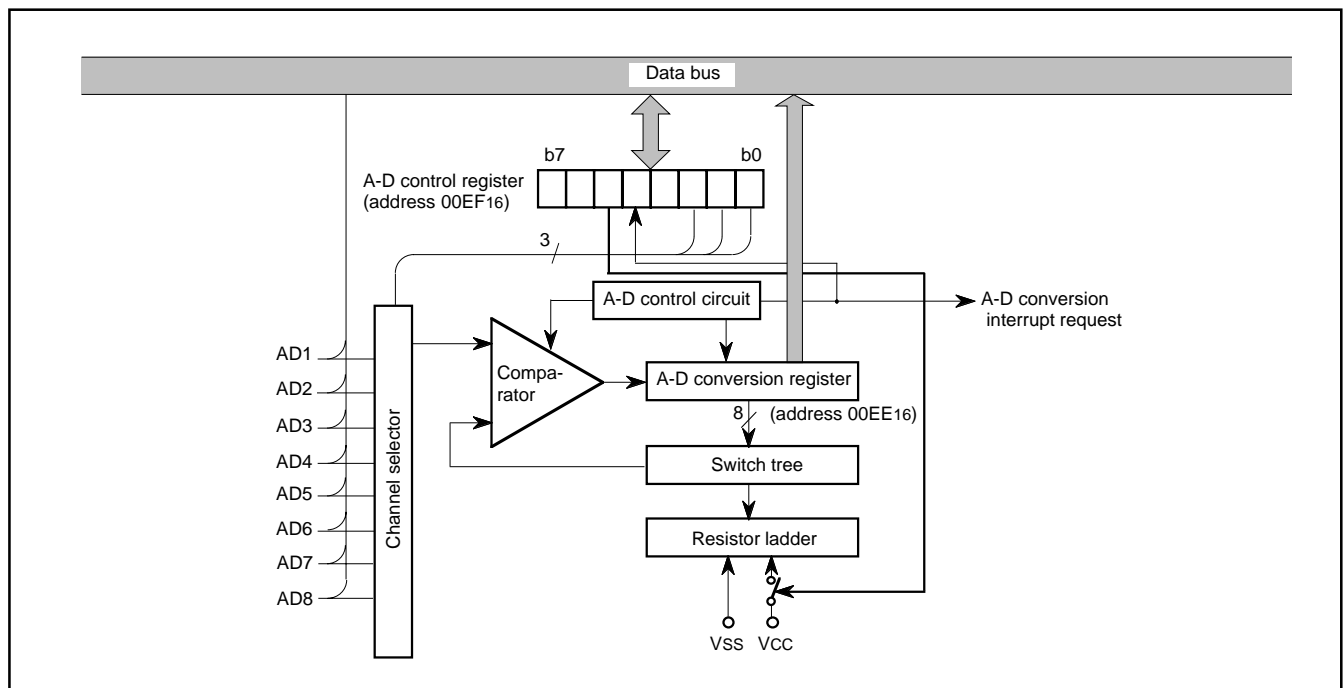 Data bus
b7
b0
A-D control register
(address 00EF16)
3
A-D control circuit
A-D conversion
interrupt request
AD1
AD2
AD3
AD4
AD5
AD6
AD7
AD8
Channel selector
Compa-
rator
A-D conversion register
8
(address 00EE16)
Switch tree
Resistor ladder
VSS
VCC